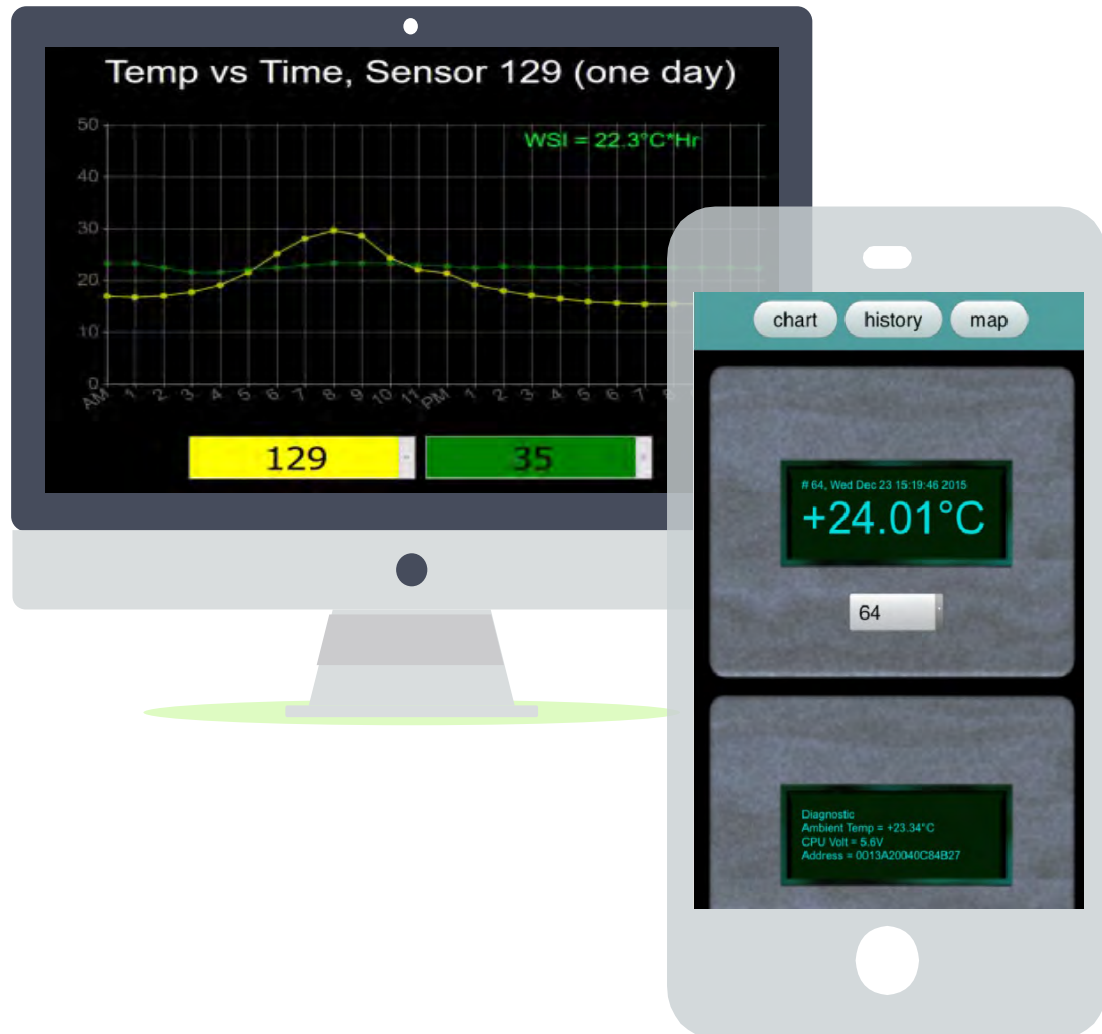 Temp vs Time, Sensor 129 (one day)
WSI = 22.3°C*Hr
50
40
30
20
10
0
AM 1 2 3 4 5 6 7 8 9 10 11 PM 1 2 3 4 5 6 7 8
129 35
chart history map
# 64, Wed Dec 23 15:19:46 2015
+24.01°C
64
Diagnostic
Ambient Temp = +23.34°C
CPU Volt = 5.6V
Address = 0013A20040C84B27